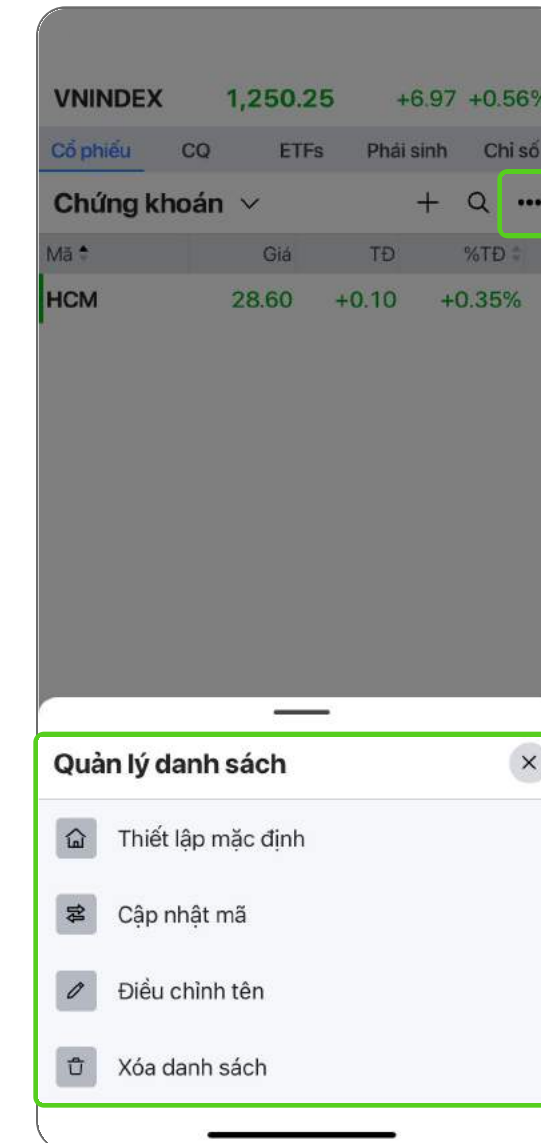 VNINDEX 1,250.25 +6.97 +0.56%
Cổ phiếu CQ ETFs Phái sinh Chỉ số
Chứng khoán
Mã Giá TĐ %TĐ
HCM 28.60 +0.10 +0.35%
Quản lý danh sách
Thiết lập mặc định
Cập nhật mã
Điều chỉnh tên
Xóa danh sách